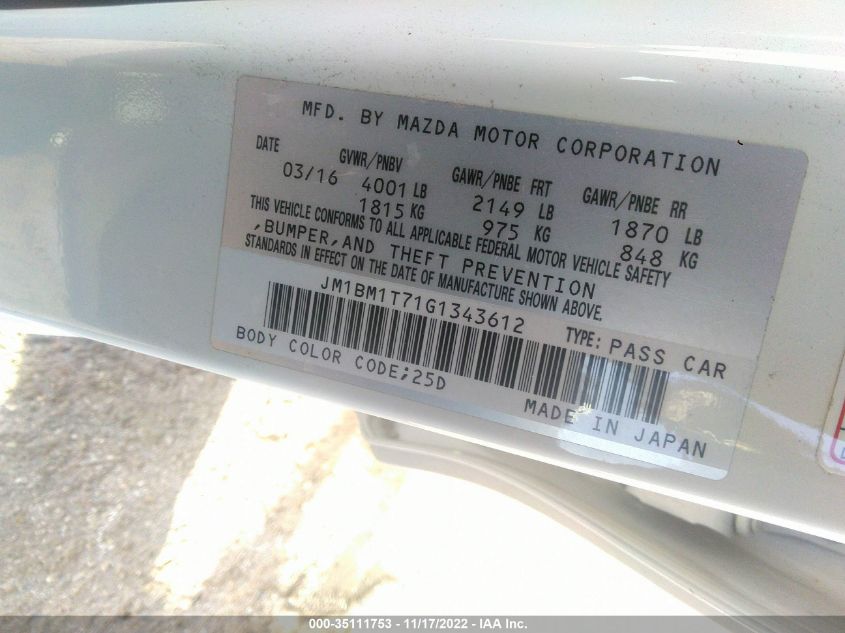 MFD. BY MAZDA MOTOR CORPORATION
DATE GVWR/PNBV GAWR/PNBE FRT GAWR/PNBE RR
03/16 4001 LB 2149 LB 1870 LB
1815 KG 975 KG 848 KG
THIS VEHICLE CONFORMS TO ALL APPLICABLE FEDERAL MOTOR VEHICLE SAFETY
,BUMPER,AND THEFT PREVENTION
STANDARDS IN EFFECT ON THE DATE OF MANUFACTURE SHOWN ABOVE.
JM1BM1T71G1343612 TYPE: PASS CAR
BODY COLOR CODE;25D
MADE IN JAPAN
000-35111753 - 11/17/2022 - IAA Inc.